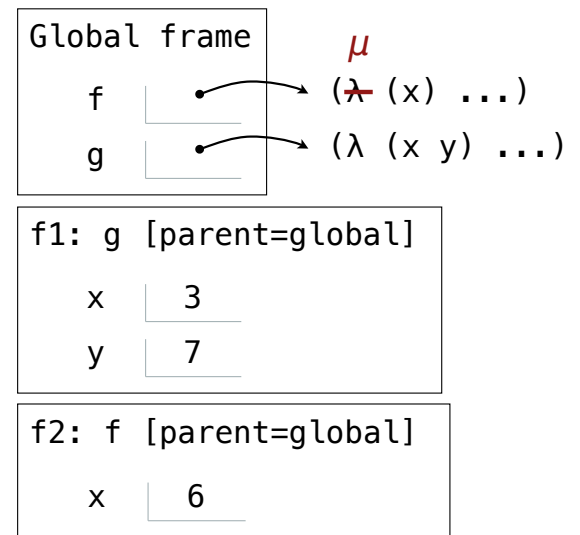 Global frame
μ
f (λ (x) ...)
g (λ (x y) ...)
f1: g [parent=global]
x 3
y 7
f2: f [parent=global]
x 6